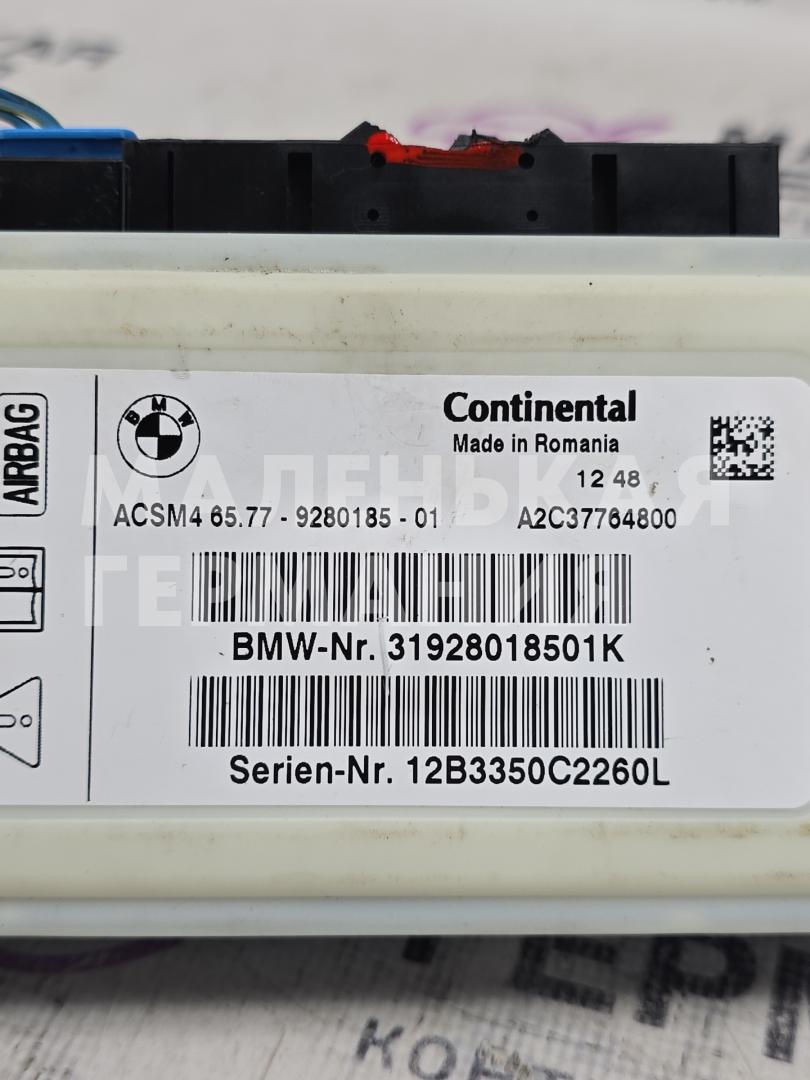 AIRBAG
BMW
Continental
Made in Romania
12 48
ACSM4 65.77 - 9280185 - 01 A2C37764800
BMW-Nr. 31928018501K
Serien-Nr. 12B3350C2260L
МАЛЕНЬКАЯ
ГЕРМАНИЯ